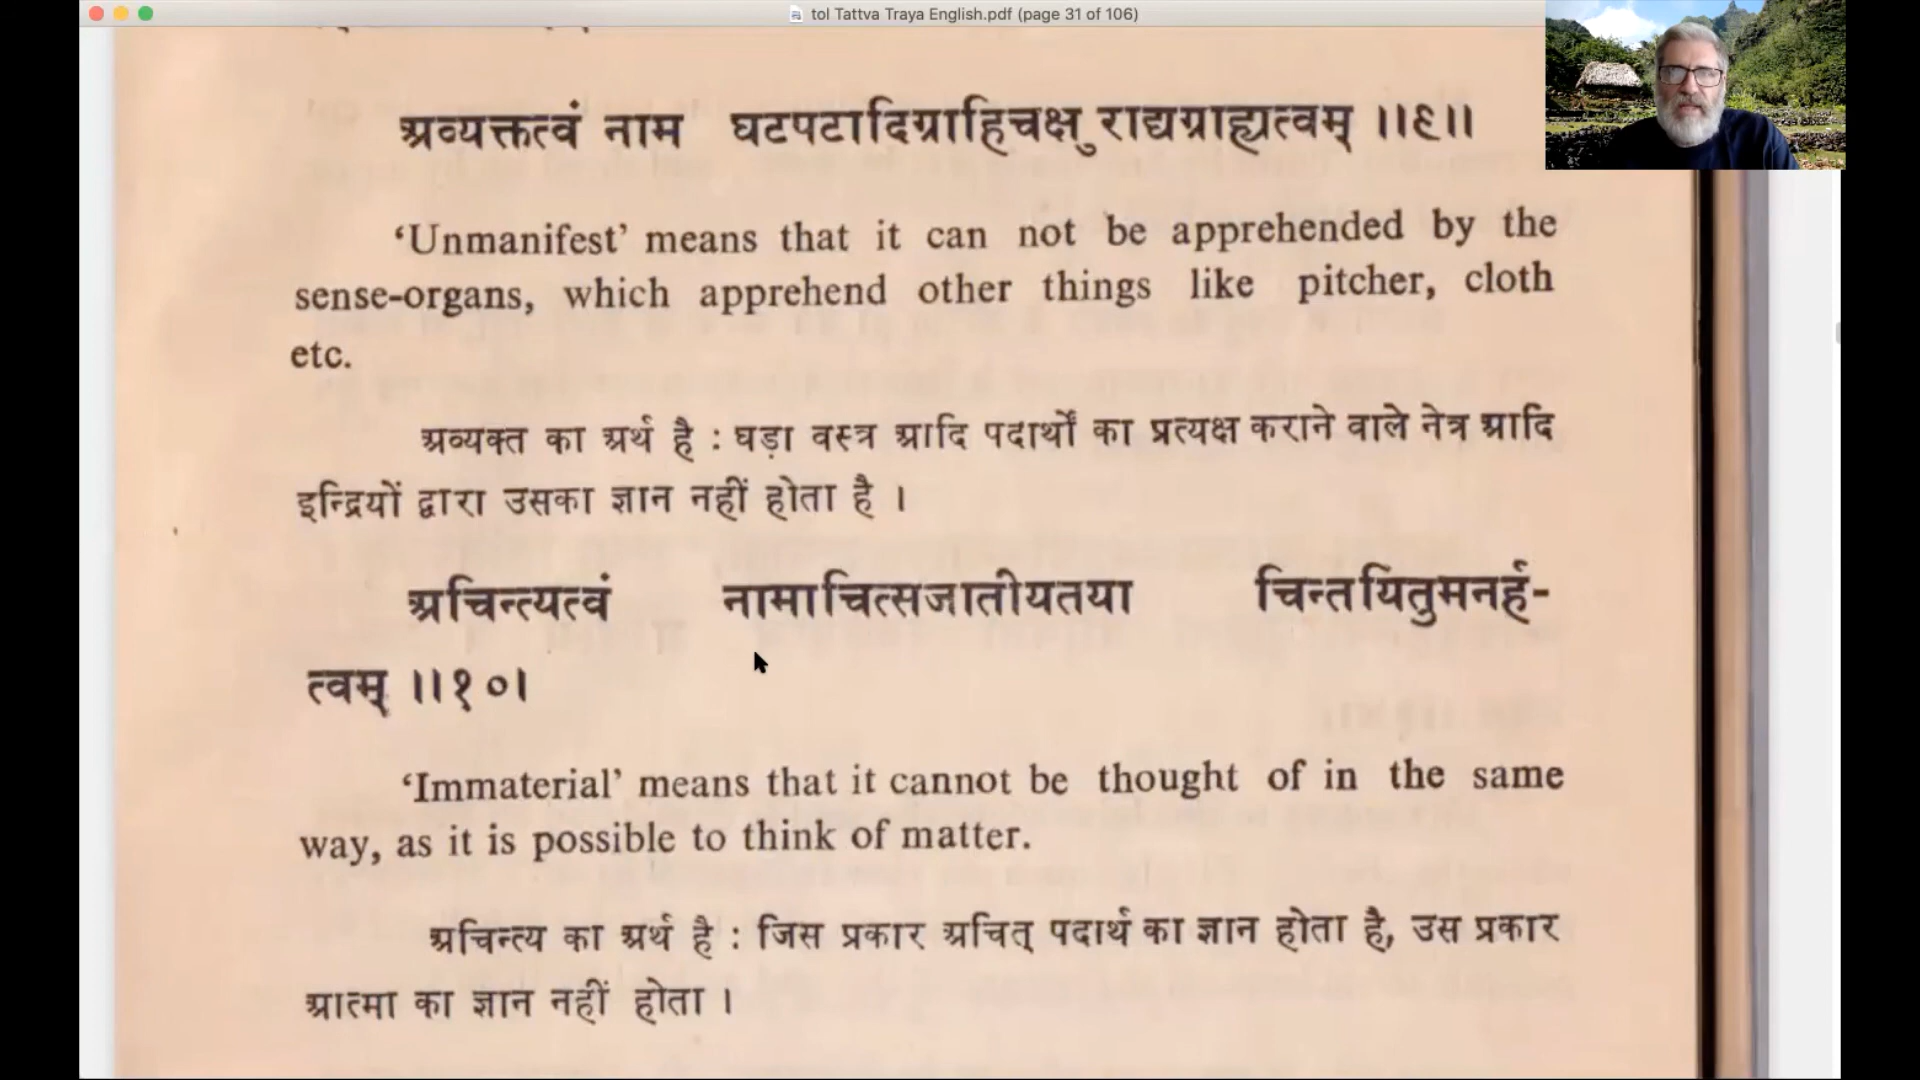 tol Tattva Traya English.pdf (page 31 of 106)
अव्यक्तत्वं नाम घटपटादिग्राहिचक्षु राद्यग्राह्यत्वम् ॥९॥
‘Unmanifest’ means that it can not be apprehended by the
sense-organs, which apprehend other things like pitcher, cloth
etc.
अव्यक्त का अर्थ है : घड़ा वस्त्र आदि पदार्थों का प्रत्यक्ष कराने वाले नेत्र आदि
इन्द्रियों द्वारा उसका ज्ञान नहीं होता है ।
अचिन्त्यत्वं नामाचित्सजातीयतया चिन्तयितुमनर्ह-
त्वम् ॥१०।
‘Immaterial’ means that it cannot be thought of in the same
way, as it is possible to think of matter.
अचिन्त्य का अर्थ है : जिस प्रकार अचित् पदार्थ का ज्ञान होता है, उस प्रकार
आत्मा का ज्ञान नहीं होता ।